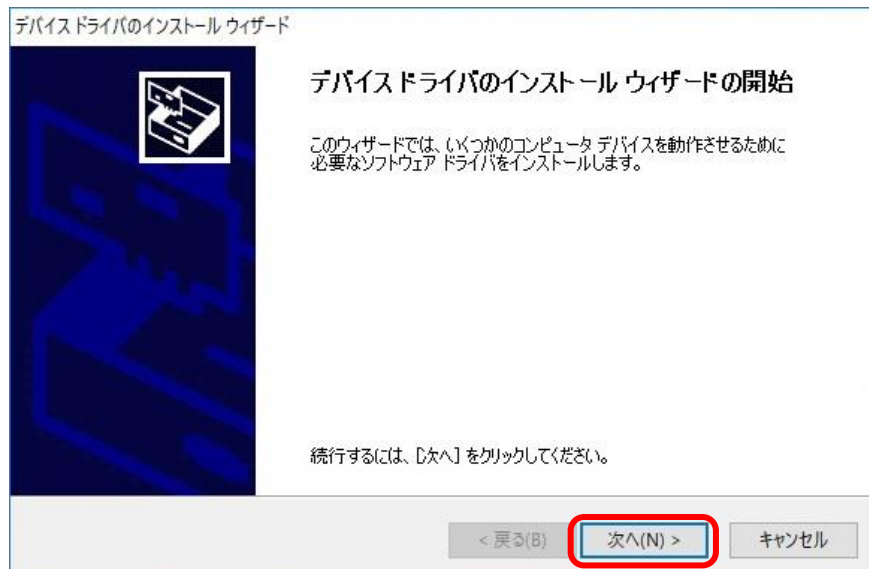 デバイス ドライバのインストール ウィザード
デバイス ドライバのインストール ウィザードの開始
このウィザードでは、いくつかのコンピュータ デバイスを動作させるために
必要なソフトウェア ドライバをインストールします。
続行するには、[次へ] をクリックしてください。
< 戻る(B)
次へ(N) >
キャンセル